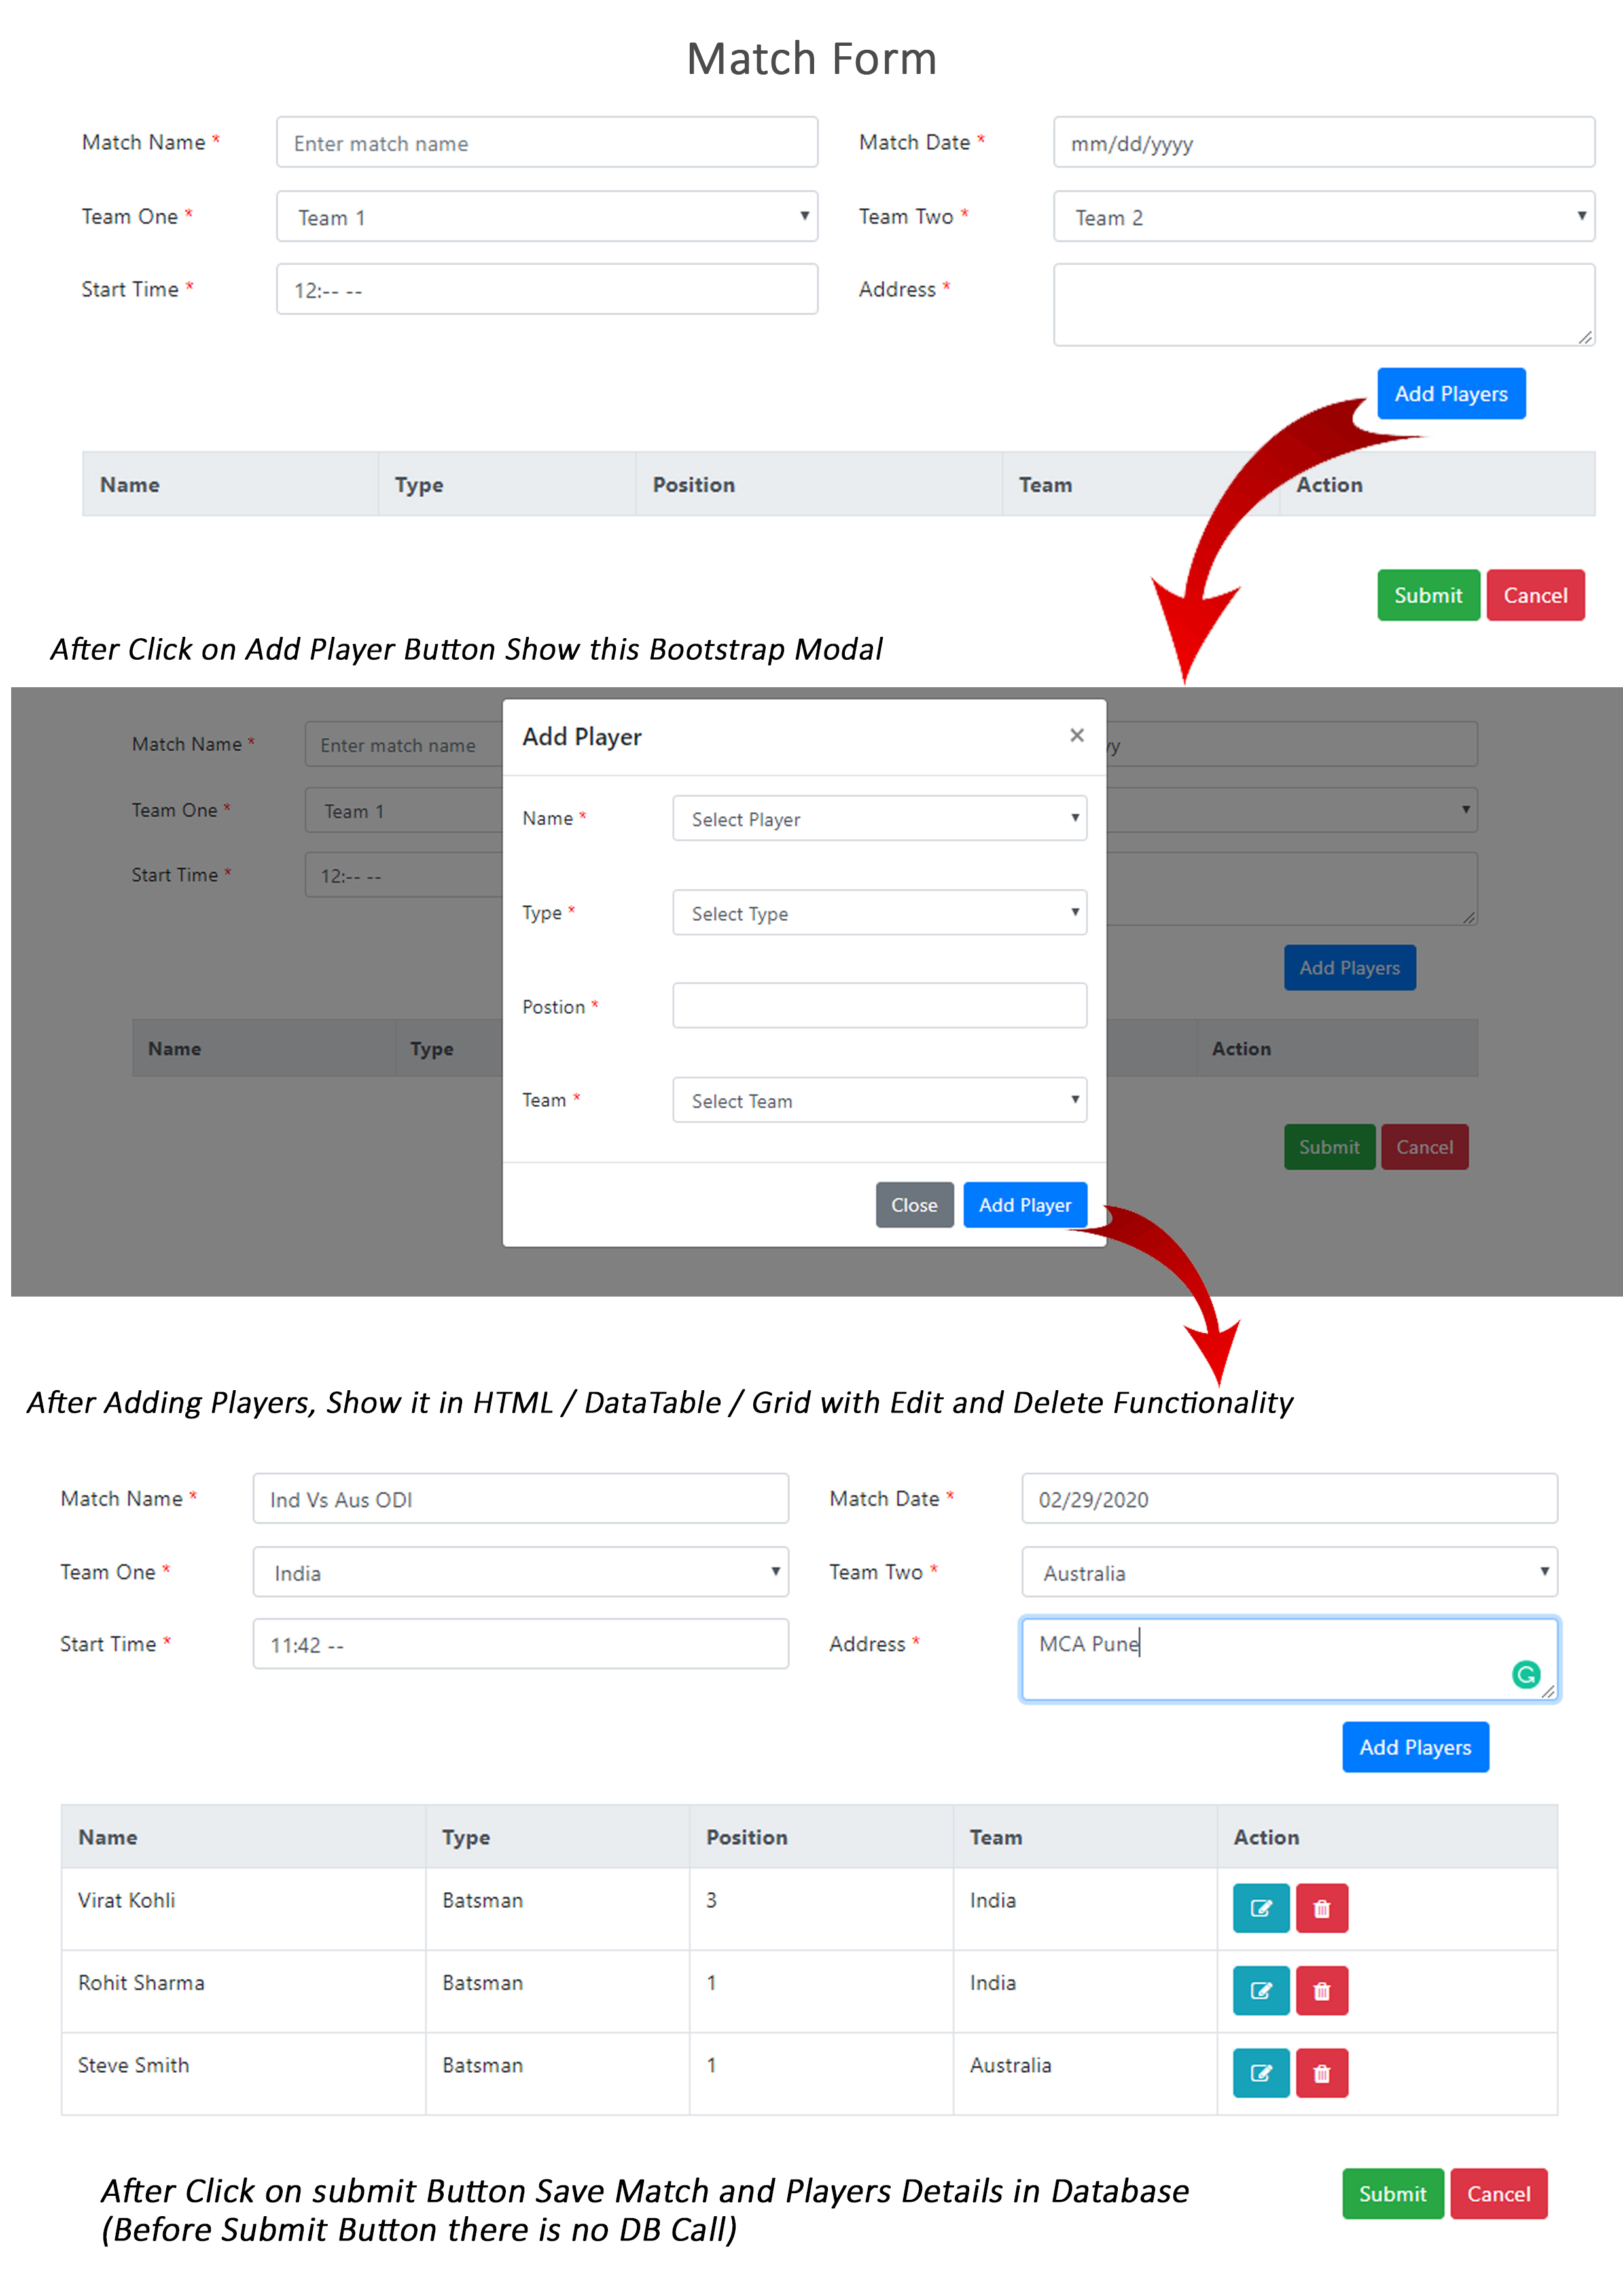 Match Form
Match Name * Enter match name Match Date * mm/dd/yyyy
Team One * Team 1 Team Two * Team 2
Start Time * 12:-- -- Address *
Add Players
Name Type Position Team Action
Submit Cancel
After Click on Add Player Button Show this Bootstrap Modal
Add Player ×
Match Name * Enter match name yy
Team One * Team 1
Start Time * 12:-- --
Add Players
Name Type Action
Submit Cancel
Name * Select Player
Type * Select Type
Postion *
Team * Select Team
Close Add Player
After Adding Players, Show it in HTML / DataTable / Grid with Edit and Delete Functionality
Match Name * Ind Vs Aus ODI Match Date * 02/29/2020
Team One * India Team Two * Australia
Start Time * 11:42 -- Address * MCA Pune
Add Players
Name Type Position Team Action
Virat Kohli Batsman 3 India
Rohit Sharma Batsman 1 India
Steve Smith Batsman 1 Australia
After Click on submit Button Save Match and Players Details in Database
(Before Submit Button there is no DB Call)
Submit Cancel